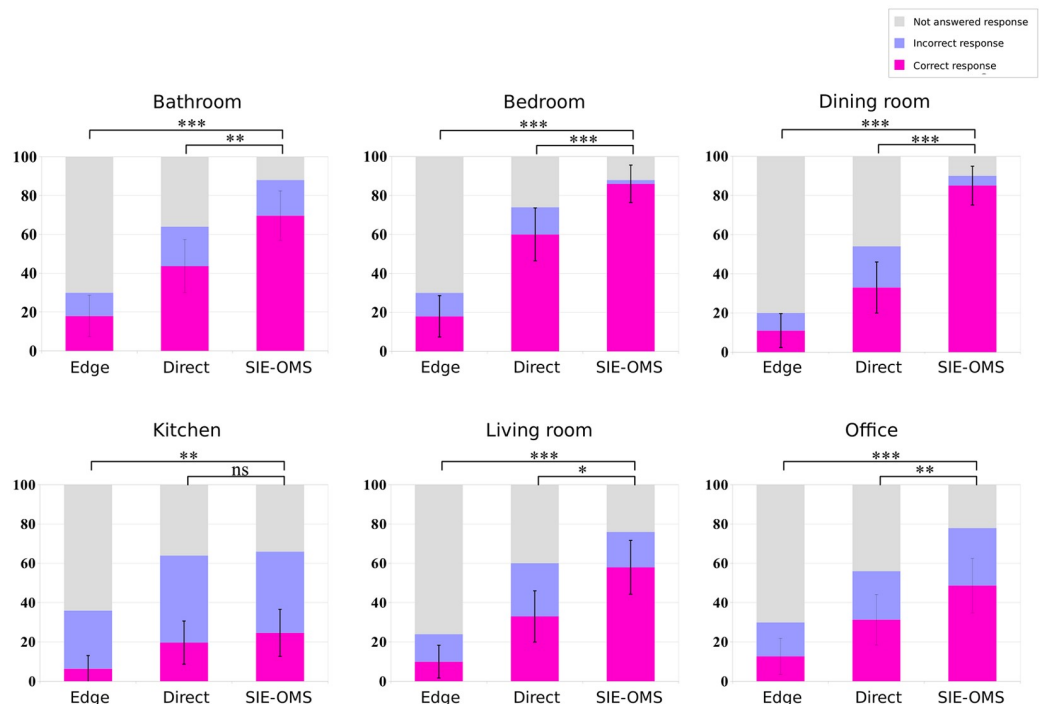 Not answered response
Incorrect response
Correct response
Bathroom
***
**
100
80
60
40
20
0
Edge Direct SIE-OMS
Bedroom
***
***
100
80
60
40
20
0
Edge Direct SIE-OMS
Dining room
***
***
100
80
60
40
20
0
Edge Direct SIE-OMS
Kitchen
**
ns
100
80
60
40
20
0
Edge Direct SIE-OMS
Living room
***
*
100
80
60
40
20
0
Edge Direct SIE-OMS
Office
***
**
100
80
60
40
20
0
Edge Direct SIE-OMS